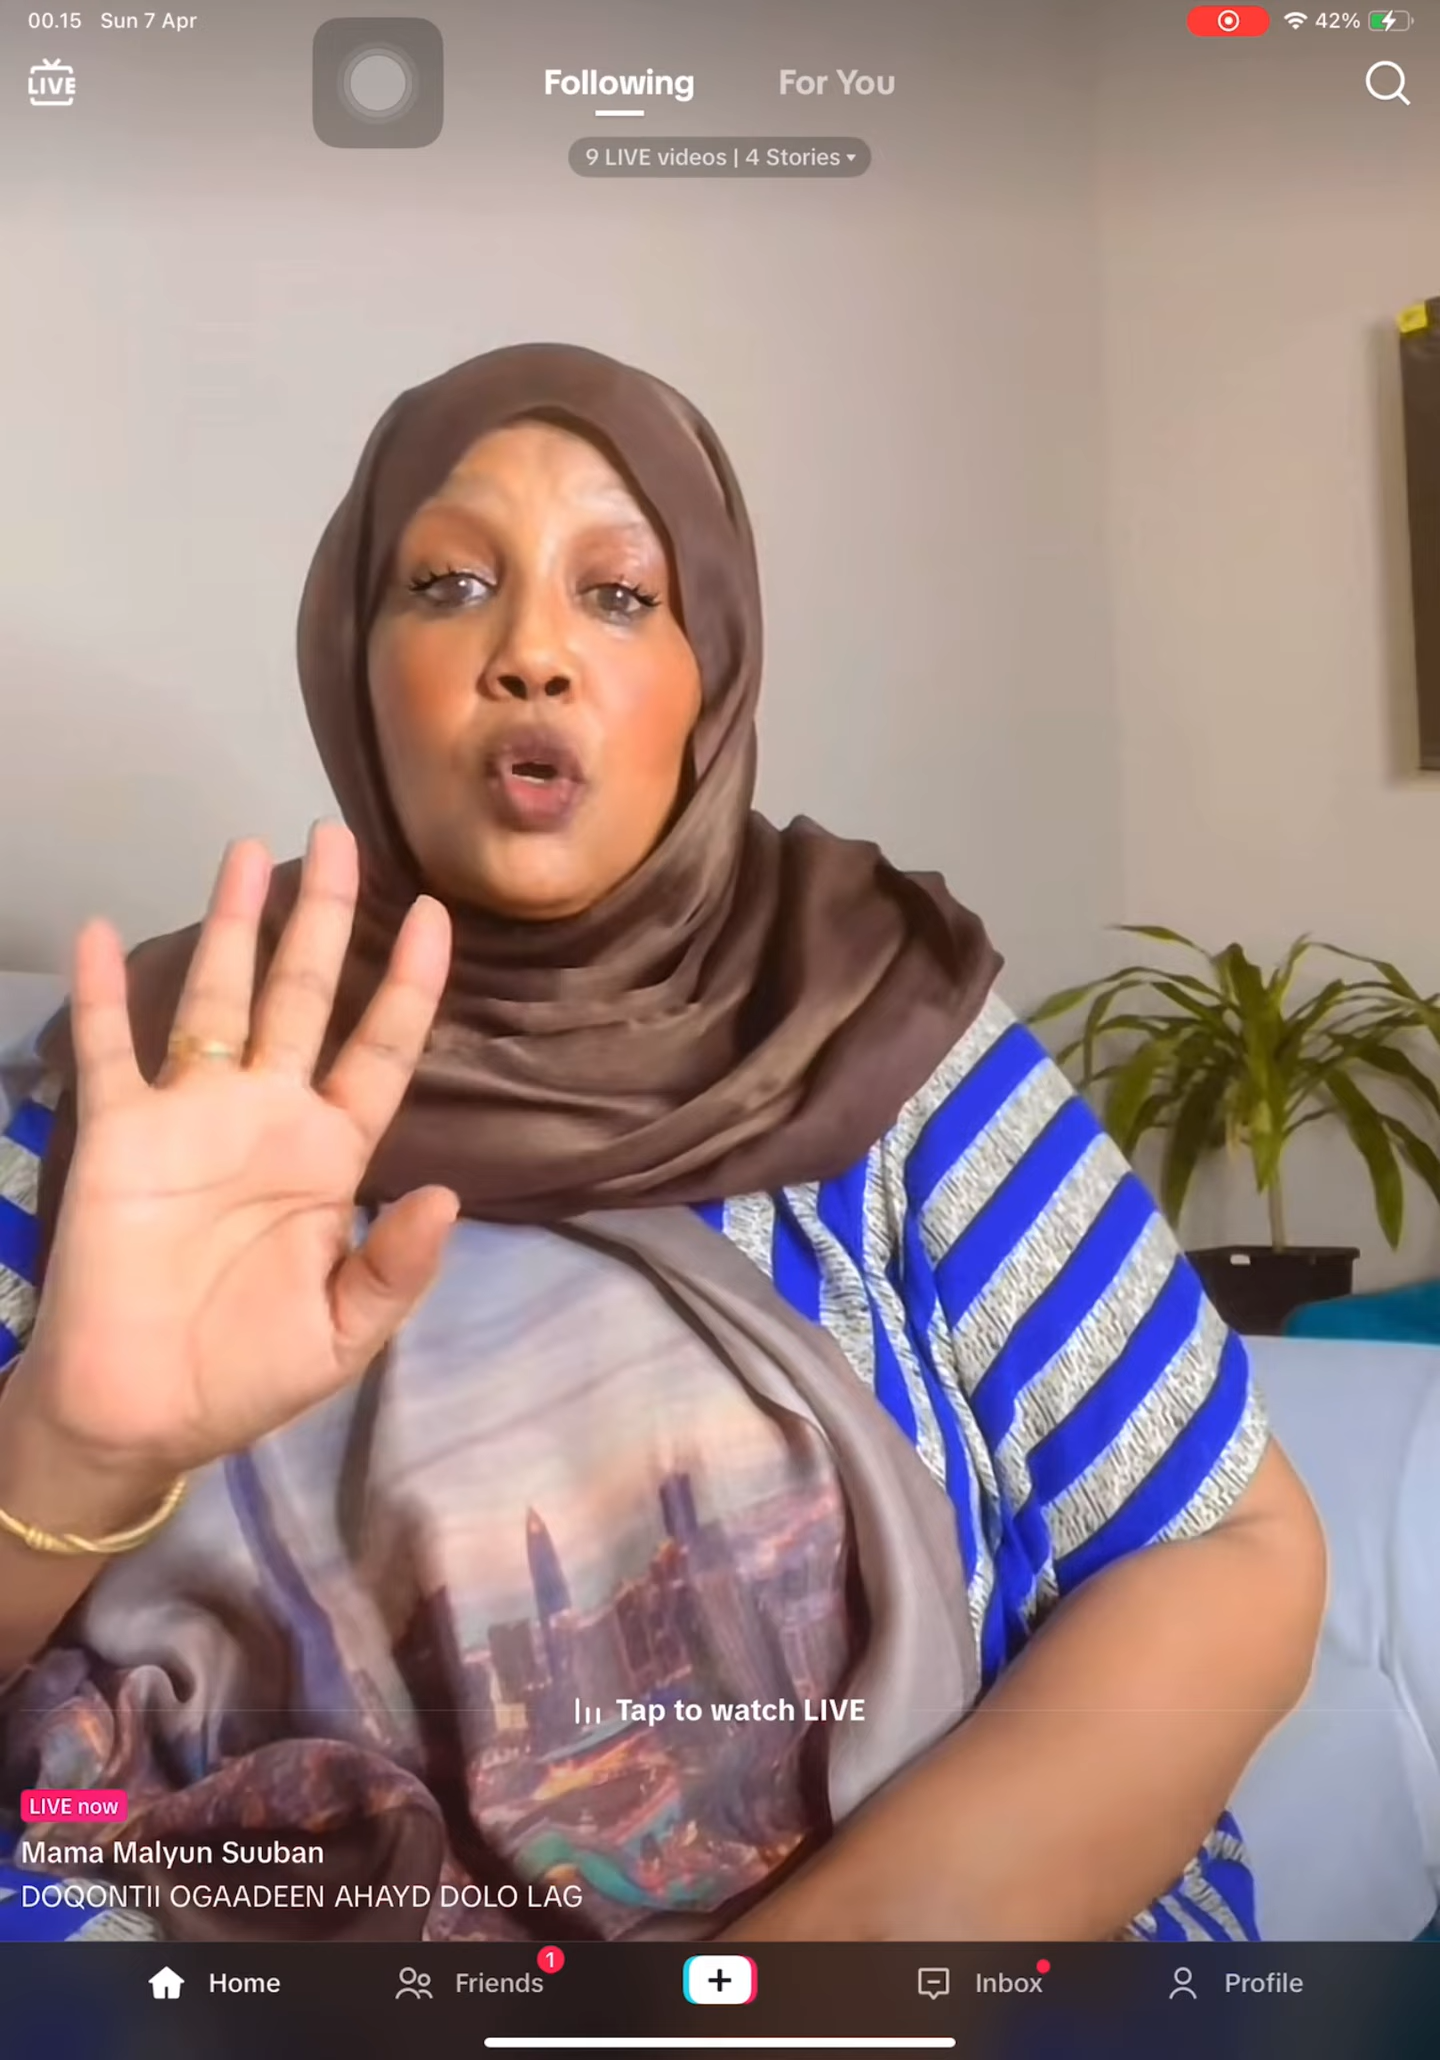 00.15 Sun 7 Apr
42%
LIVE
Following For You
9 LIVE videos | 4 Stories
Tap to watch LIVE
LIVE now
Mama Malyun Suuban
DOQONTII OGAADEEN AHAYD DOLO LAG
Home Friends 1 Inbox Profile